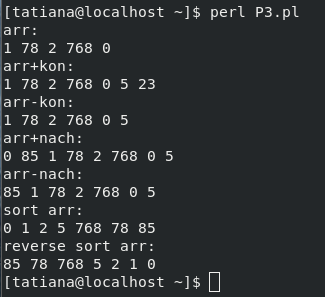 [tatiana@localhost ~]$ perl P3.pl
arr:
1 78 2 768 0
arr+kon:
1 78 2 768 0 5 23
arr-kon:
1 78 2 768 0 5
arr+nach:
0 85 1 78 2 768 0 5
arr-nach:
85 1 78 2 768 0 5
sort arr:
0 1 2 5 768 78 85
reverse sort arr:
85 78 768 5 2 1 0
[tatiana@localhost ~]$